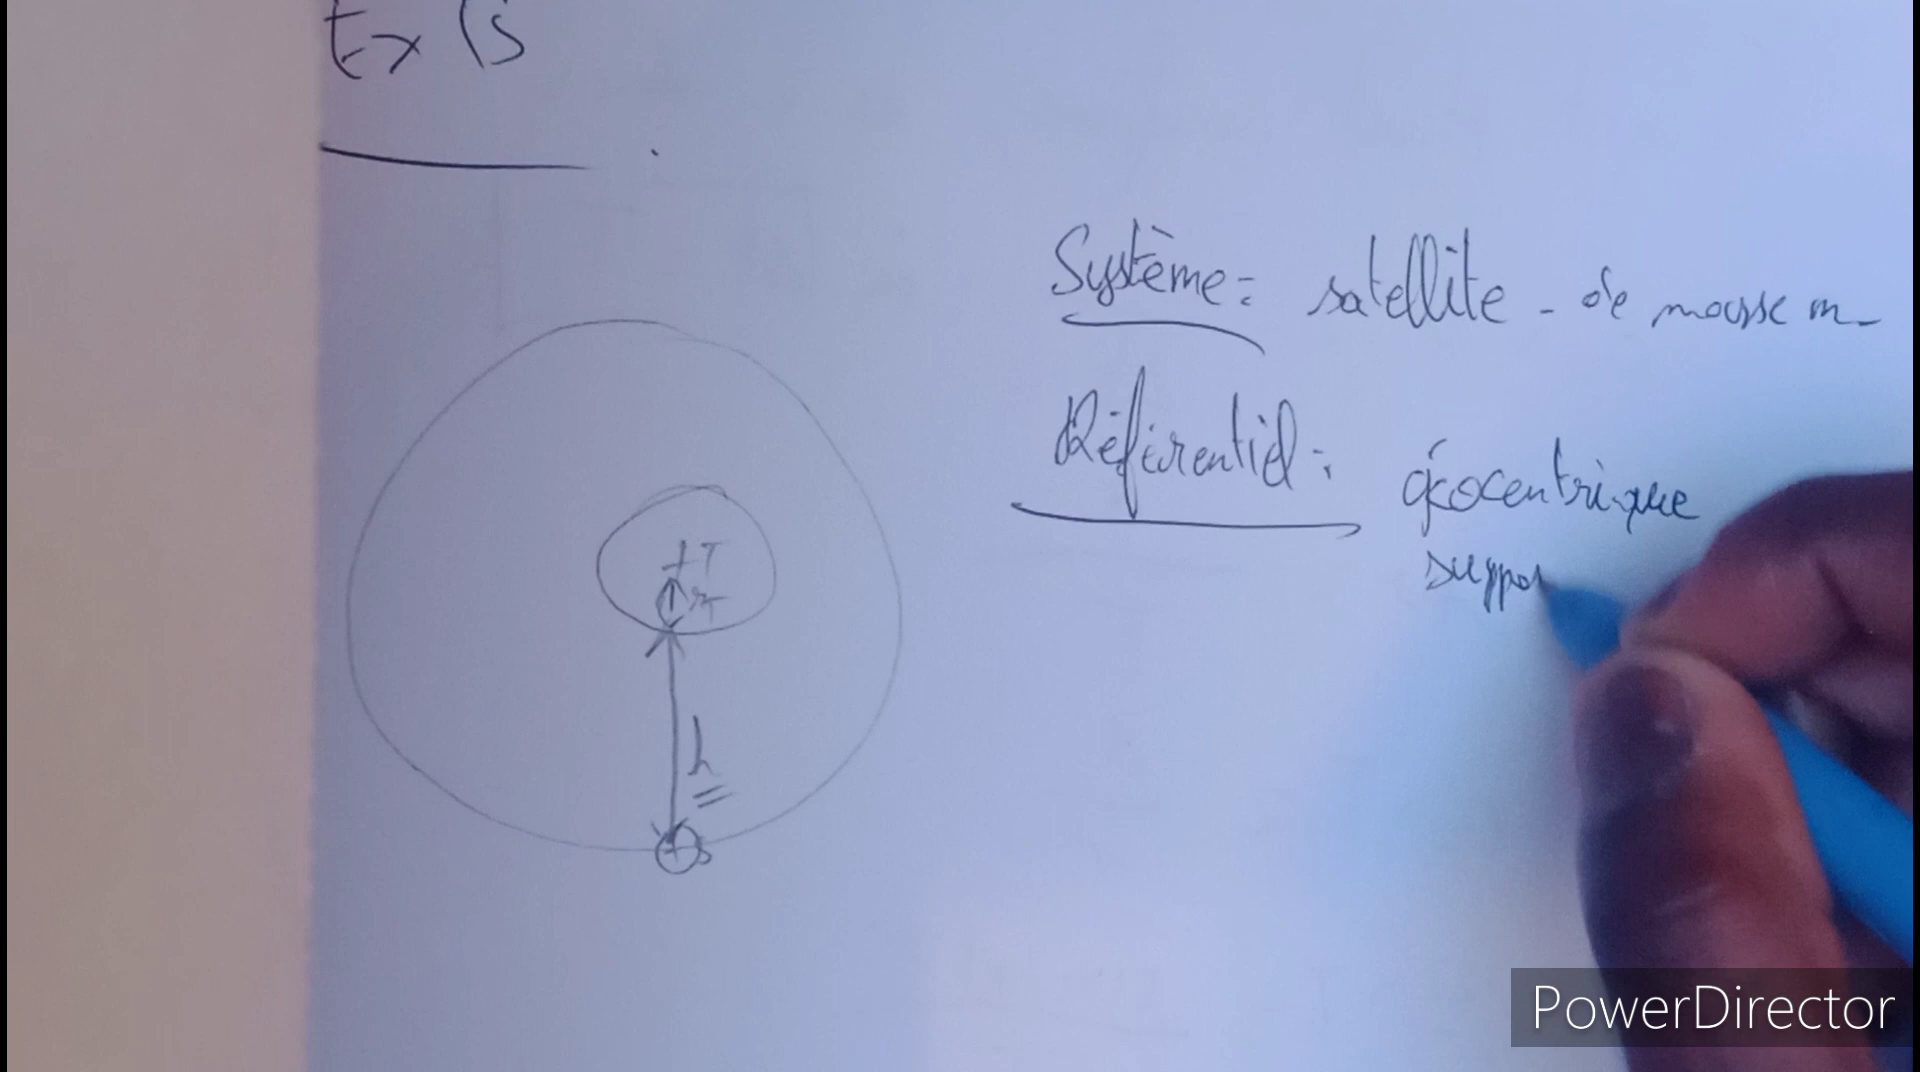 Ex 15
Système: satellite - de masse m
Référentiel: géocentrique
suppo
T
h
s
PowerDirector